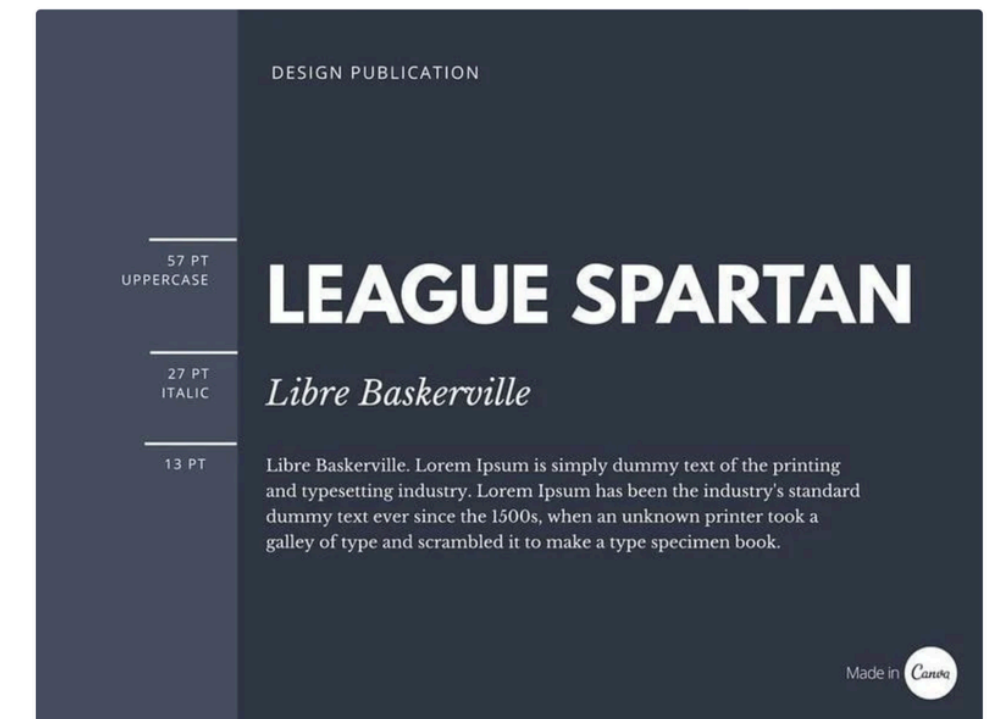 DESIGN PUBLICATION
57 PT
UPPERCASE
LEAGUE SPARTAN
27 PT
ITALIC
Libre Baskerville
13 PT
Libre Baskerville. Lorem Ipsum is simply dummy text of the printing
and typesetting industry. Lorem Ipsum has been the industry's standard
dummy text ever since the 1500s, when an unknown printer took a
galley of type and scrambled it to make a type specimen book.
Made in Canva